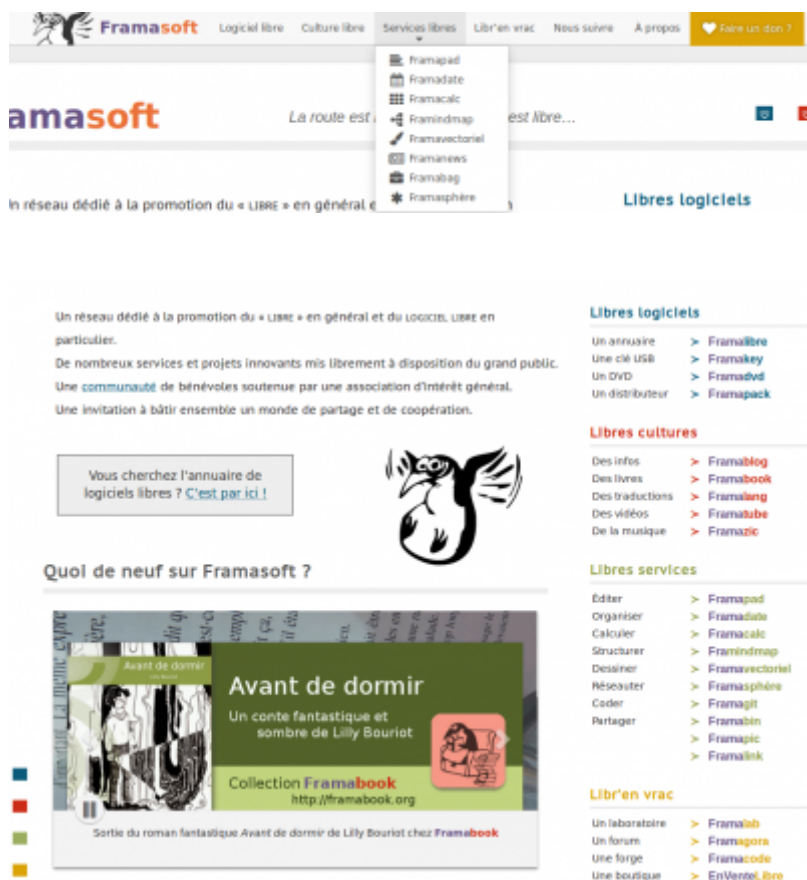 Framasoft Logiciel libre Culture libre Services libres Libr'en vrac Nous suivre À propos Faire un don ?
Framapad
Framadate
Framacalc
Framindmap
Framavectoriel
Framanews
Framabag
Framasphère
amasoft
La route est est libre…
Un réseau dédié à la promotion du « LIBRE » en général e n
Libres logiciels
Un réseau dédié à la promotion du « LIBRE » en général et du LOGICIEL LIBRE en
particulier.
De nombreux services et projets innovants mis librement à disposition du grand public.
Une communauté de bénévoles soutenue par une association d'intérêt général.
Une invitation à bâtir ensemble un monde de partage et de coopération.
Vous cherchez l'annuaire de
logiciels libres ? C'est par ici !
Quoi de neuf sur Framasoft ?
Avant de dormir
Lilly Bouriot
Avant de dormir
Un conte fantastique et
sombre de Lilly Bouriot
Collection Framabook
http://framabook.org
Sortie du roman fantastique Avant de dormir de Lilly Bouriot chez Framabook
Libres logiciels
Un annuaire > Framalibre
Une clé USB > Framakey
Un DVD > Framadvd
Un distributeur > Framapack
Libres cultures
Des infos > Framablog
Des livres > Framabook
Des traductions > Framalang
Des vidéos > Framatube
De la musique > Framazic
Libres services
Éditer > Framapad
Organiser > Framadate
Calculer > Framacalc
Structurer > Framindmap
Dessiner > Framavectoriel
Réseauter > Framasphère
Coder > Framagit
Partager > Framabin
> Framapic
> Framalink
Libr'en vrac
Un laboratoire > Framalab
Un forum > Framagora
Une forge > Framacode
Une boutique > EnVenteLibre